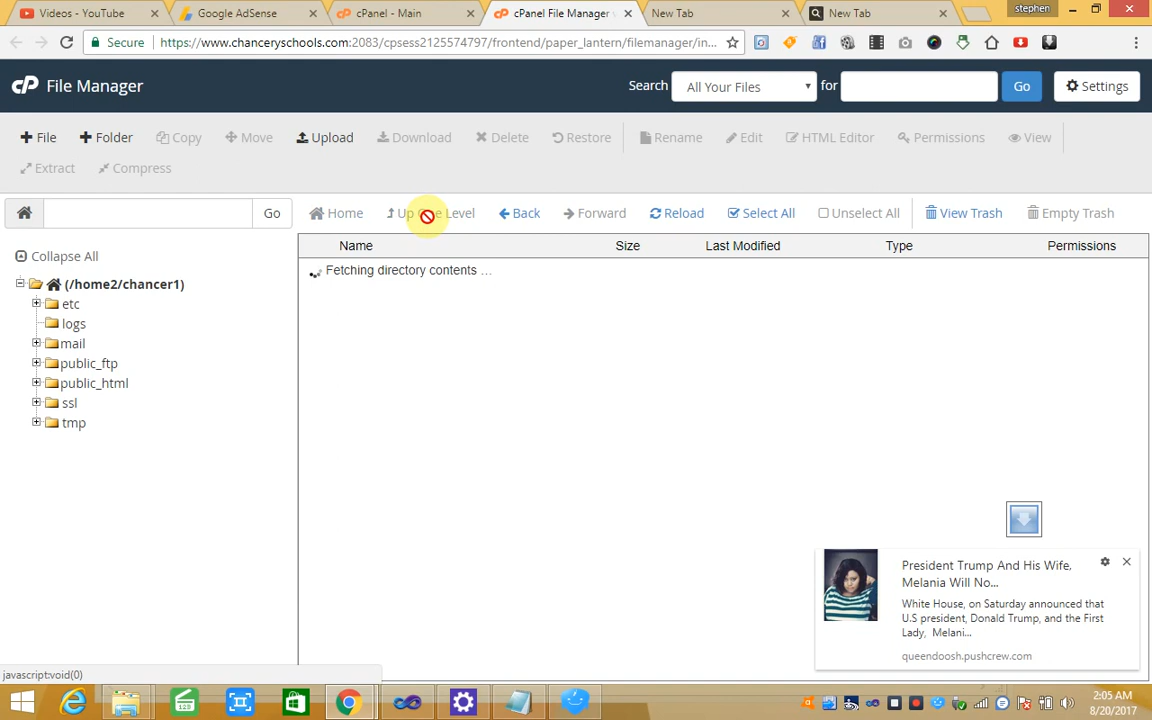 Videos - YouTube
Google AdSense
cPanel - Main
cPanel File Manager v
New Tab
New Tab
stephen
Secure
https://www.chanceryschools.com:2083/cpsess2125574797/frontend/paper_lantern/filemanager/in...
cP File Manager
Search
All Your Files
for
Go
Settings
File
Folder
Copy
Move
Upload
Download
Delete
Restore
Rename
Edit
HTML Editor
Permissions
View
Extract
Compress
Go
Home
Up One Level
Back
Forward
Reload
Select All
Unselect All
View Trash
Empty Trash
Collapse All
(/home2/chancer1)
etc
logs
mail
public_ftp
public_html
ssl
tmp
Name
Size
Last Modified
Type
Permissions
Fetching directory contents ...
President Trump And His Wife,
Melania Will No...
White House, on Saturday announced that
U.S president, Donald Trump, and the First
Lady, Melani...
queendoosh.pushcrew.com
javascript:void(0)
123
2:05 AM
8/20/2017